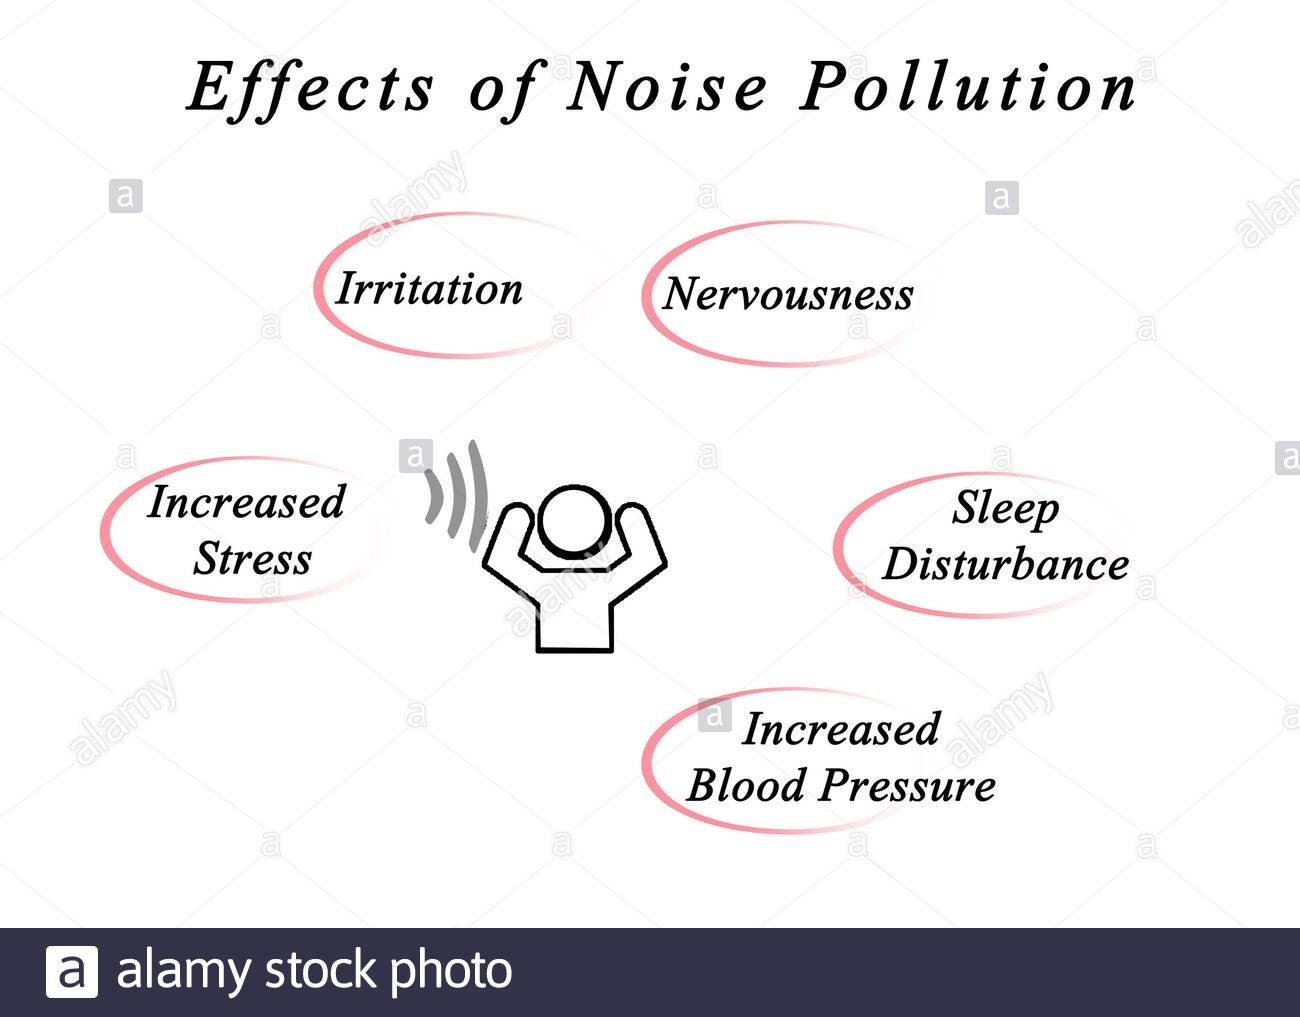 Effects of Noise Pollution
Irritation
Nervousness
Increased
Stress
Sleep
Disturbance
Increased
Blood Pressure
a alamy stock photo